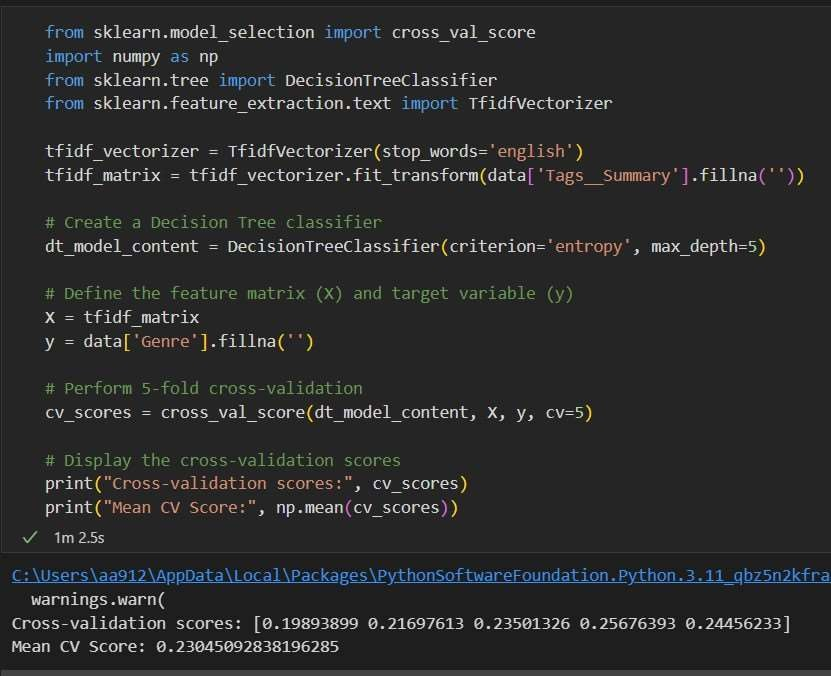 from sklearn.model_selection import cross_val_score
import numpy as np
from sklearn.tree import DecisionTreeClassifier
from sklearn.feature_extraction.text import TfidfVectorizer
tfidf_vectorizer = TfidfVectorizer(stop_words='english')
tfidf_matrix = tfidf_vectorizer.fit_transform(data['Tags__Summary'].fillna(''))
# Create a Decision Tree classifier
dt_model_content = DecisionTreeClassifier(criterion='entropy', max_depth=5)
# Define the feature matrix (X) and target variable (y)
X = tfidf_matrix
y = data['Genre'].fillna('')
# Perform 5-fold cross-validation
cv_scores = cross_val_score(dt_model_content, X, y, cv=5)
# Display the cross-validation scores
print("Cross-validation scores:", cv_scores)
print("Mean CV Score:", np.mean(cv_scores))
1m 2.5s
C:\Users\aa912\AppData\Local\Packages\PythonSoftwareFoundation.Python.3.11_qbz5n2kfra
warnings.warn(
Cross-validation scores: [0.19893899 0.21697613 0.23501326 0.25676393 0.24456233]
Mean CV Score: 0.23045092838196285